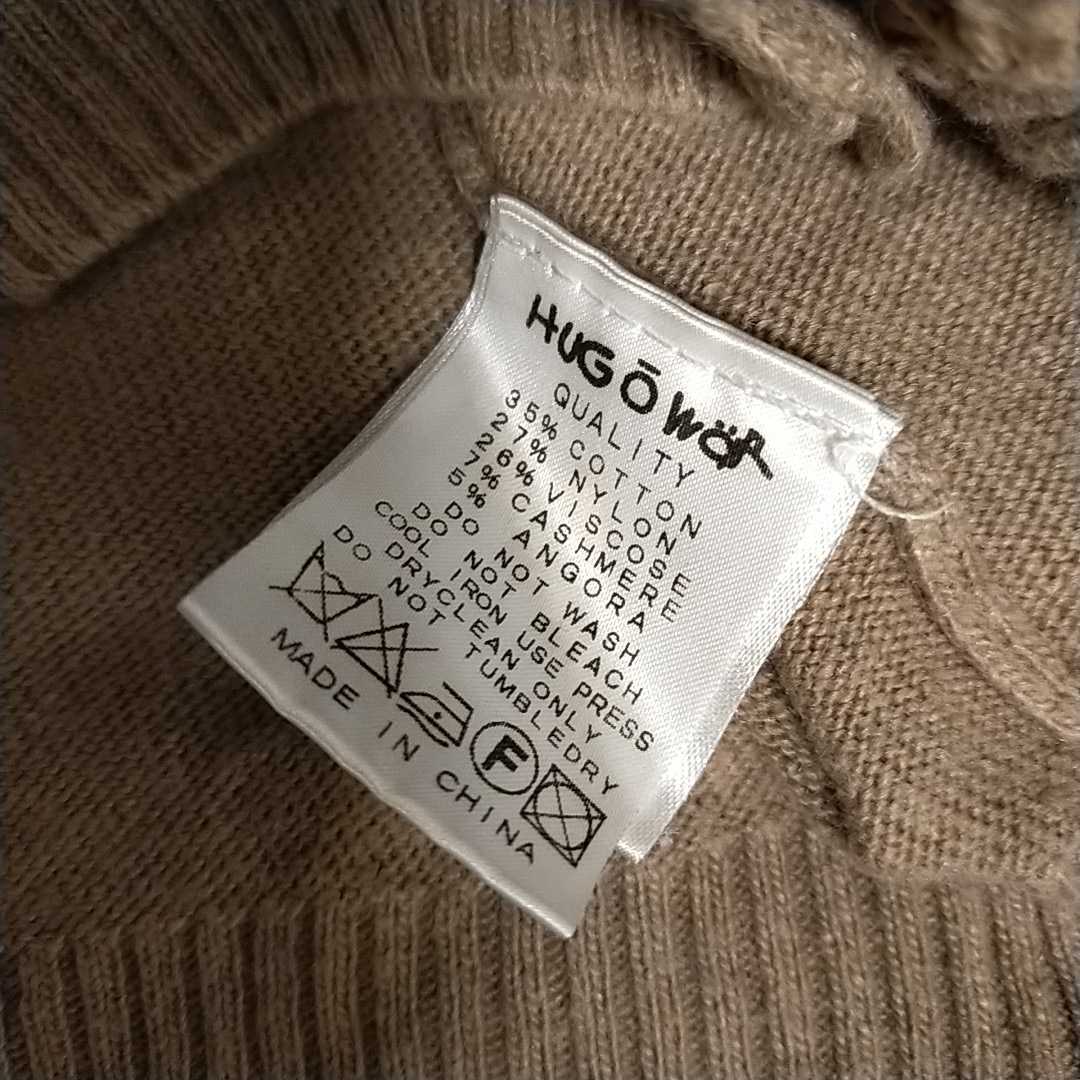 HUGŌ WÖR
QUALITY
35% COTTON
27% NYLON
26% VISCOSE
7% CASHMERE
5% ANGORA
DO NOT WASH
DO NOT BLEACH
COOL IRON USE PRESS
DRYCLEAN ONLY
DO NOT TUMBLEDRY
F
MADE IN CHINA